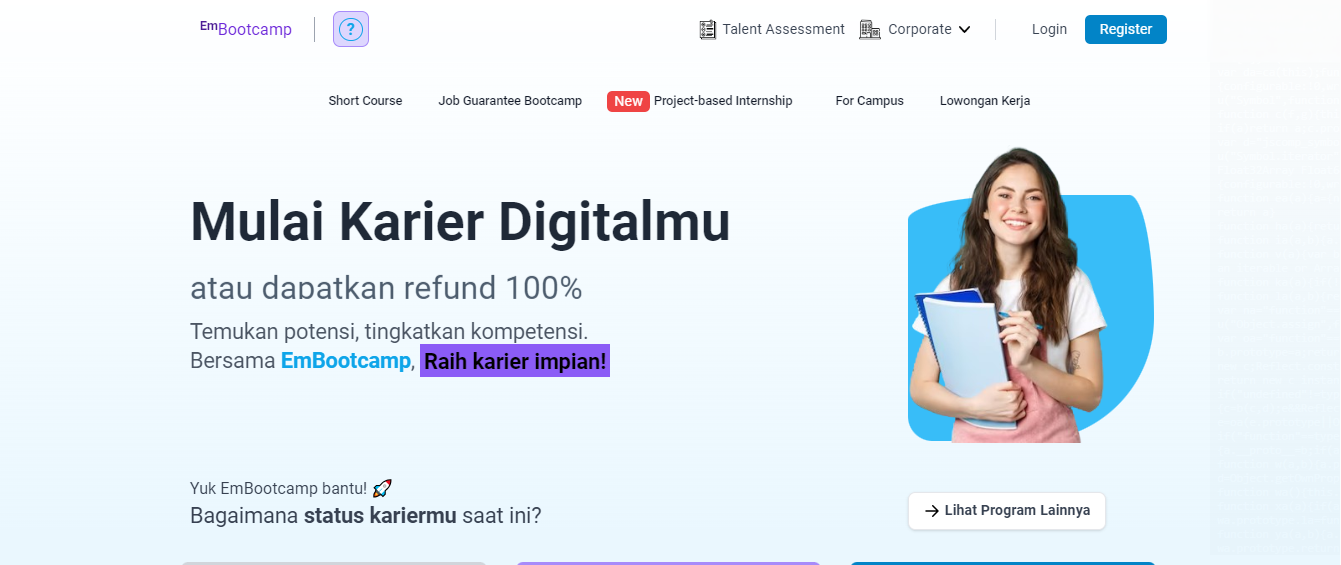 EmBootcamp
?
Talent Assessment
Corporate
Login
Register
Short Course
Job Guarantee Bootcamp
New Project-based Internship
For Campus
Lowongan Kerja
Mulai Karier Digitalmu
atau dapatkan refund 100%
Temukan potensi, tingkatkan kompetensi.
Bersama EmBootcamp, Raih karier impian!
Yuk EmBootcamp bantu! 🚀
Bagaimana status kariermu saat ini?
→ Lihat Program Lainnya